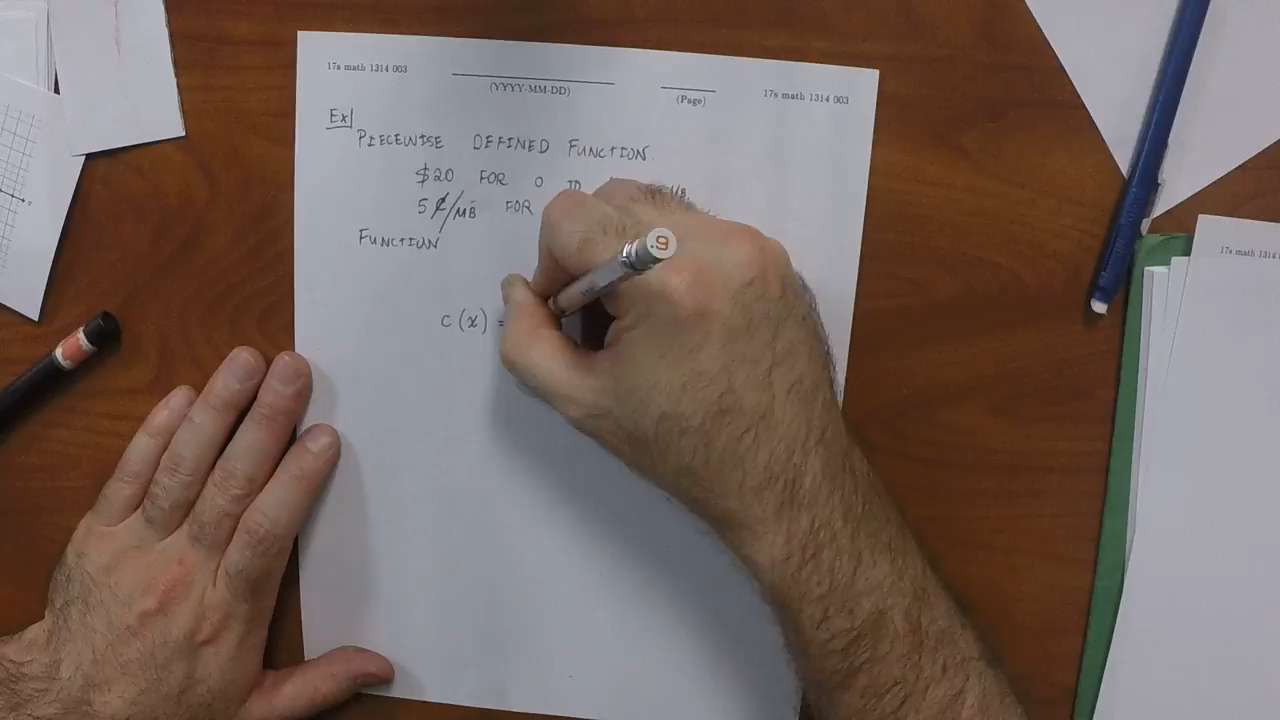 17s math 1314 003
(YYYY-MM-DD)
(Page)
17s math 1314 003
Ex
PIECEWISE DEFINED FUNCTION.
$20 FOR 0 TO
5¢/MB FOR
FUNCTION
C(x) =
17s math 1314
.9